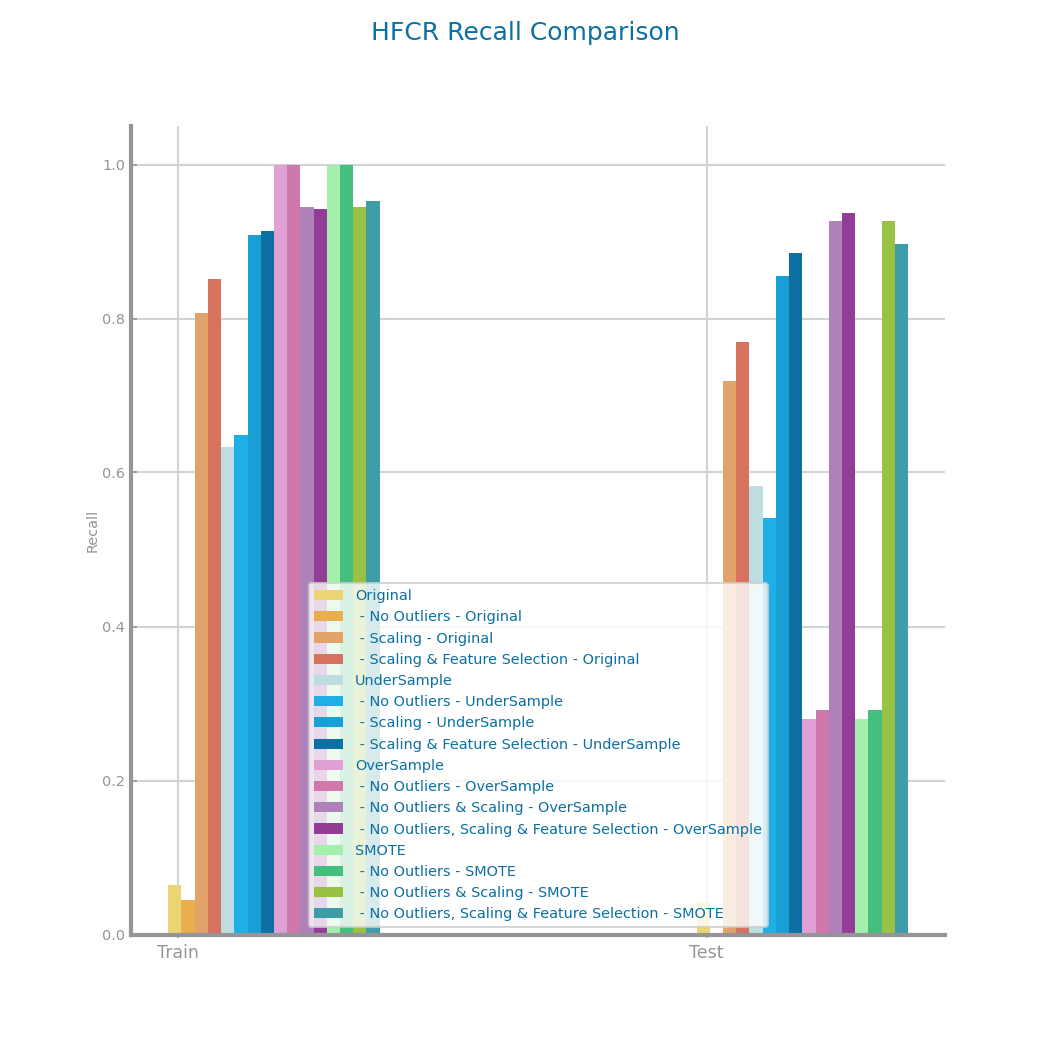 HFCR Recall Comparison
1.0
0.8
0.6
0.4
0.2
0.0
Recall
Original
- No Outliers - Original
- Scaling - Original
- Scaling & Feature Selection - Original
UnderSample
- No Outliers - UnderSample
- Scaling - UnderSample
- Scaling & Feature Selection - UnderSample
OverSample
- No Outliers - OverSample
- No Outliers & Scaling - OverSample
- No Outliers, Scaling & Feature Selection - OverSample
SMOTE
- No Outliers - SMOTE
- No Outliers & Scaling - SMOTE
- No Outliers, Scaling & Feature Selection - SMOTE
Train
Test